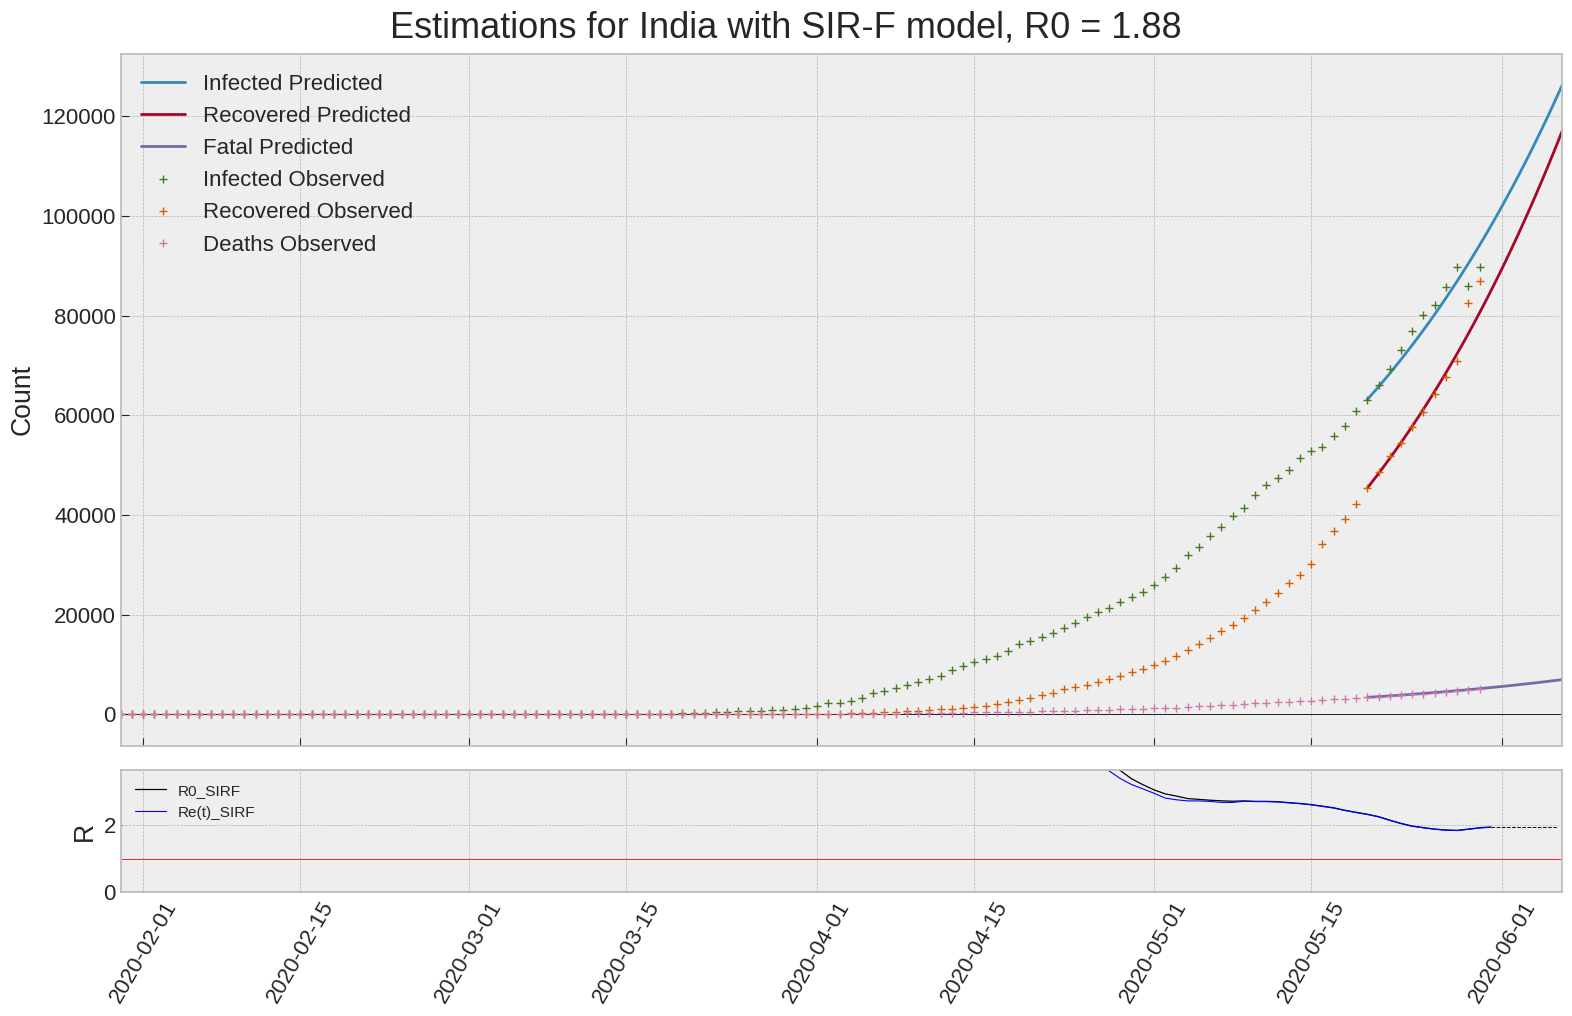 Estimations for India with SIR-F model, R0 = 1.88
Infected Predicted
Recovered Predicted
Fatal Predicted
Infected Observed
Recovered Observed
Deaths Observed
120000
100000
80000
60000
40000
20000
0
Count
R0_SIRF
Re(t)_SIRF
2
0
R
2020-02-01
2020-02-15
2020-03-01
2020-03-15
2020-04-01
2020-04-15
2020-05-01
2020-05-15
2020-06-01